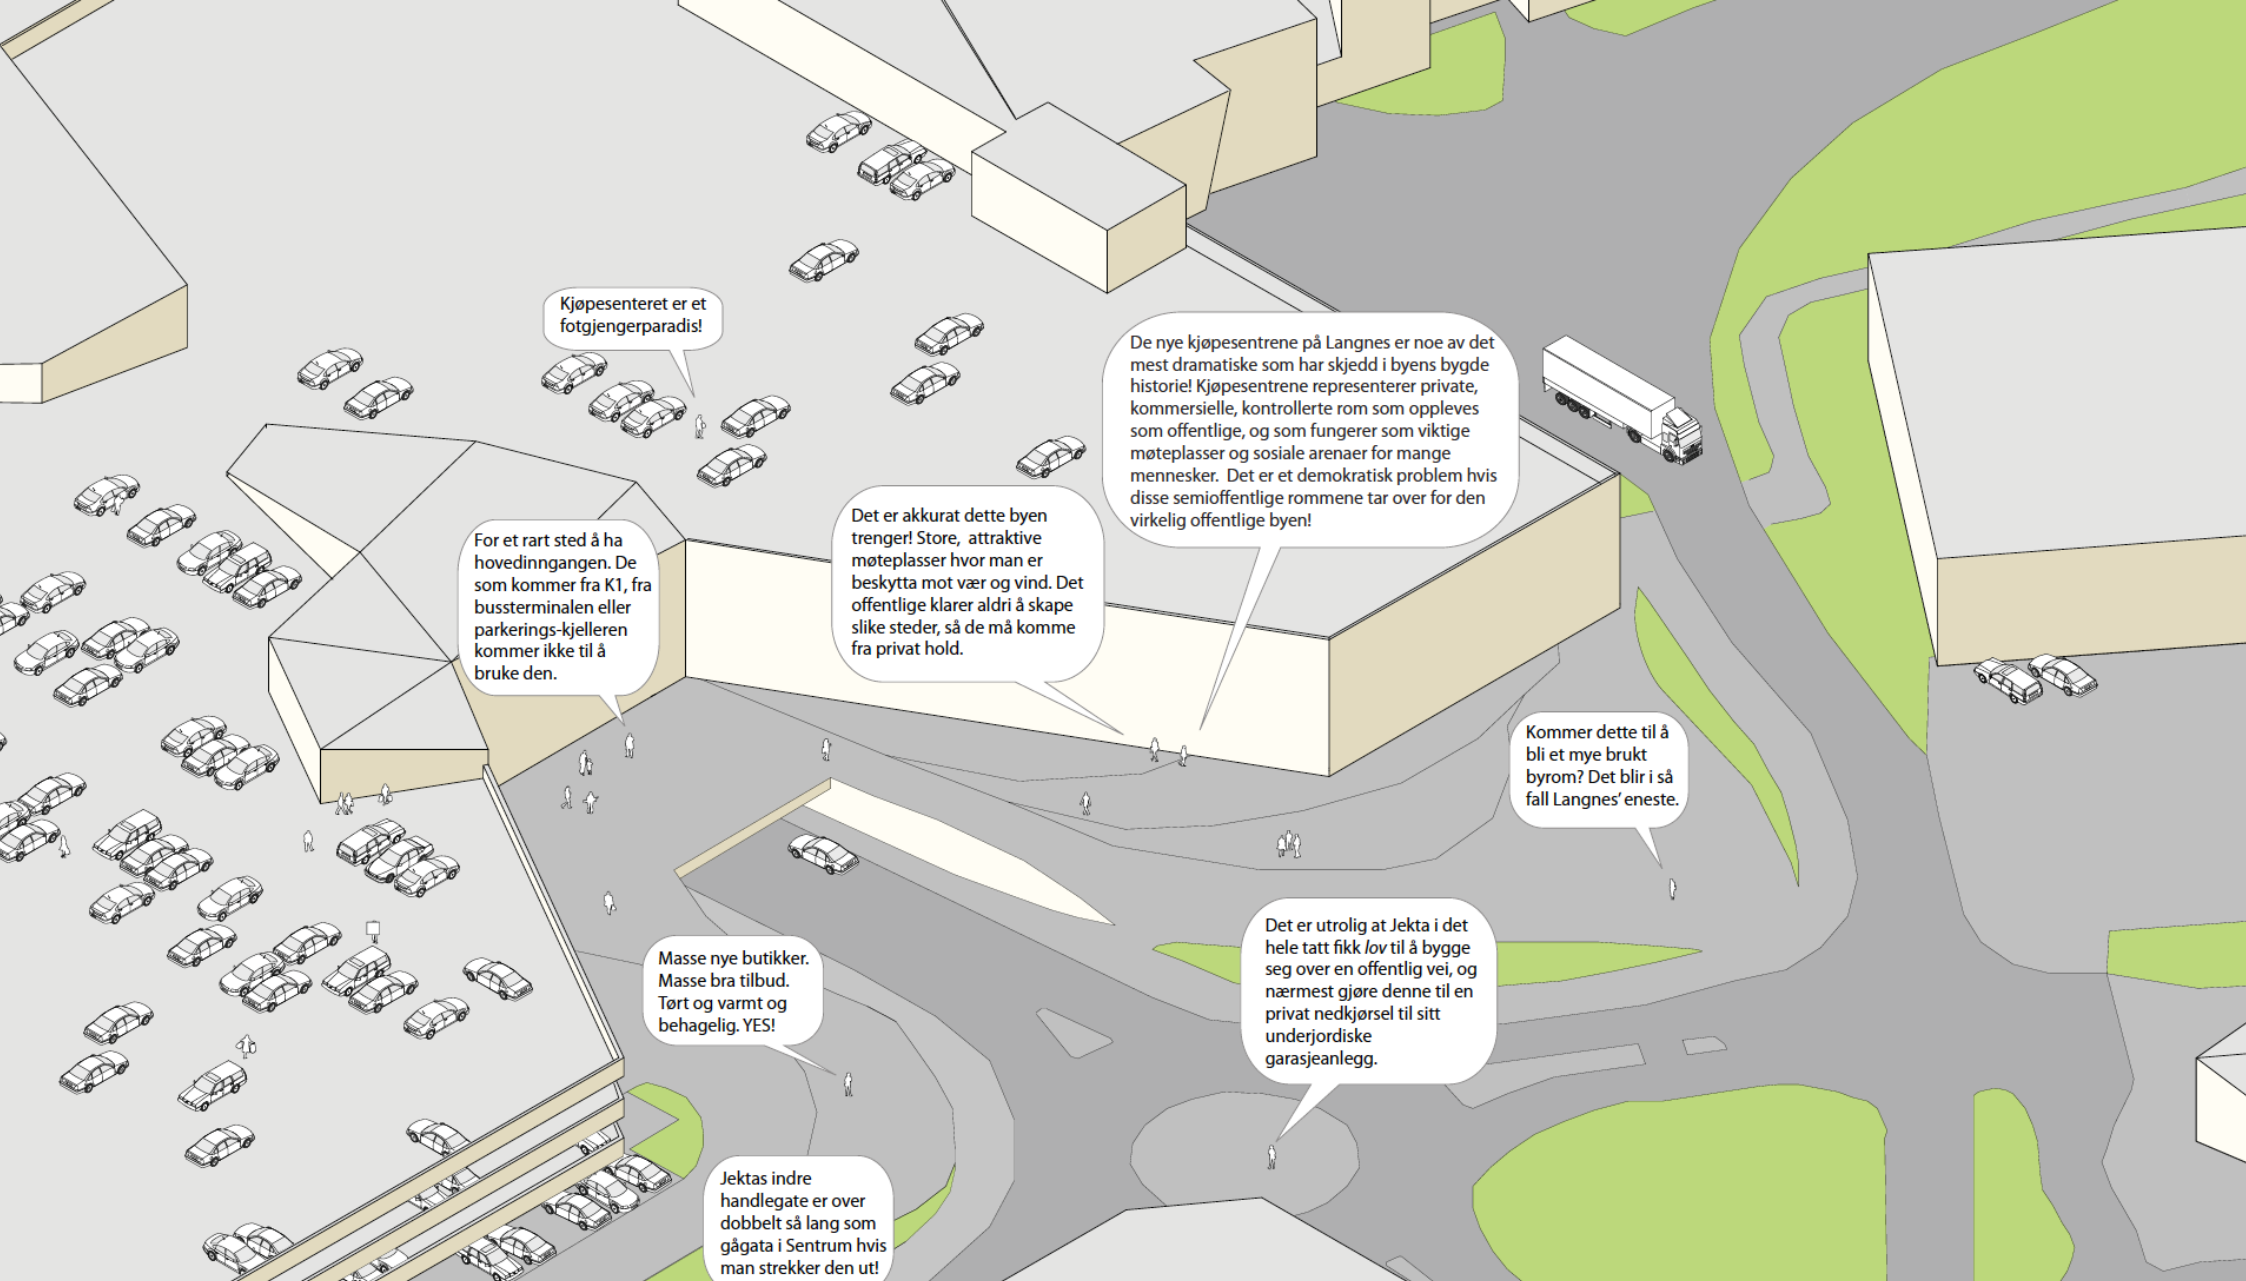 Kjøpesenteret er et
fotgjengerparadis!
De nye kjøpesentrene på Langnes er noe av det
mest dramatiske som har skjedd i byens bygde
historie! Kjøpesentrene representerer private,
kommersielle, kontrollerte rom som oppleves
som offentlige, og som fungerer som viktige
møteplasser og sosiale arenaer for mange
mennesker. Det er et demokratisk problem hvis
disse semioffentlige rommene tar over for den
virkelig offentlige byen!
Det er akkurat dette byen
trenger! Store, attraktive
møteplasser hvor man er
beskytta mot vær og vind. Det
offentlige klarer aldri å skape
slike steder, så de må komme
fra privat hold.
For et rart sted å ha
hovedinngangen. De
som kommer fra K1, fra
bussterminalen eller
parkerings-kjelleren
kommer ikke til å
bruke den.
Kommer dette til å
bli et mye brukt
byrom? Det blir i så
fall Langnes' eneste.
Det er utrolig at Jekta i det
hele tatt fikk lov til å bygge
seg over en offentlig vei, og
nærmest gjøre denne til en
privat nedkjørsel til sitt
underjordiske
garasjeanlegg.
Masse nye butikker.
Masse bra tilbud.
Tørt og varmt og
behagelig. YES!
Jektas indre
handlegate er over
dobbelt så lang som
gågata i Sentrum hvis
man strekker den ut!